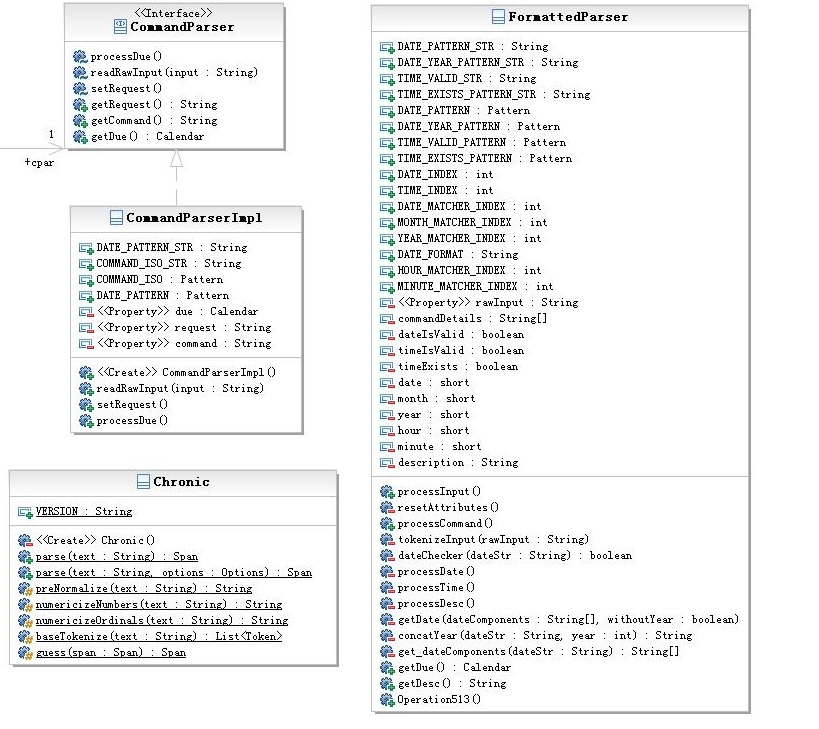 <<Interface>>
CommandParser
processDue()
readRawInput(input : String)
setRequest()
getRequest() : String
getCommand() : String
getDue() : Calendar
1
+cpar
CommandParserImpl
DATE_PATTERN_STR : String
COMMAND_ISO_STR : String
COMMAND_ISO : Pattern
DATE_PATTERN : Pattern
<<Property>> due : Calendar
<<Property>> request : String
<<Property>> command : String
<<Create>> CommandParserImpl()
readRawInput(input : String)
setRequest()
processDue()
Chronic
VERSION : String
<<Create>> Chronic()
parse(text : String) : Span
parse(text : String, options : Options) : Span
preNormalize(text : String) : String
numericizeNumbers(text : String) : String
numericizeOrdinals(text : String) : String
baseTokenize(text : String) : List<Token>
guess(span : Span) : Span
FormattedParser
DATE_PATTERN_STR : String
DATE_YEAR_PATTERN_STR : String
TIME_VALID_STR : String
TIME_EXISTS_PATTERN_STR : String
DATE_PATTERN : Pattern
DATE_YEAR_PATTERN : Pattern
TIME_VALID_PATTERN : Pattern
TIME_EXISTS_PATTERN : Pattern
DATE_INDEX : int
TIME_INDEX : int
DATE_MATCHER_INDEX : int
MONTH_MATCHER_INDEX : int
YEAR_MATCHER_INDEX : int
DATE_FORMAT : String
HOUR_MATCHER_INDEX : int
MINUTE_MATCHER_INDEX : int
<<Property>> rawInput : String
commandDetails : String[]
dateIsValid : boolean
timeIsValid : boolean
timeExists : boolean
date : short
month : short
year : short
hour : short
minute : short
description : String
processInput()
resetAttributes()
processCommand()
tokenizeInput(rawInput : String)
dateChecker(dateStr : String) : boolean
processDate()
processTime()
processDesc()
getDate(dateComponents : String[], withoutYear : boolean)
concatYear(dateStr : String, year : int) : String
get_dateComponents(dateStr : String) : String[]
getDue() : Calendar
getDesc() : String
Operation513()